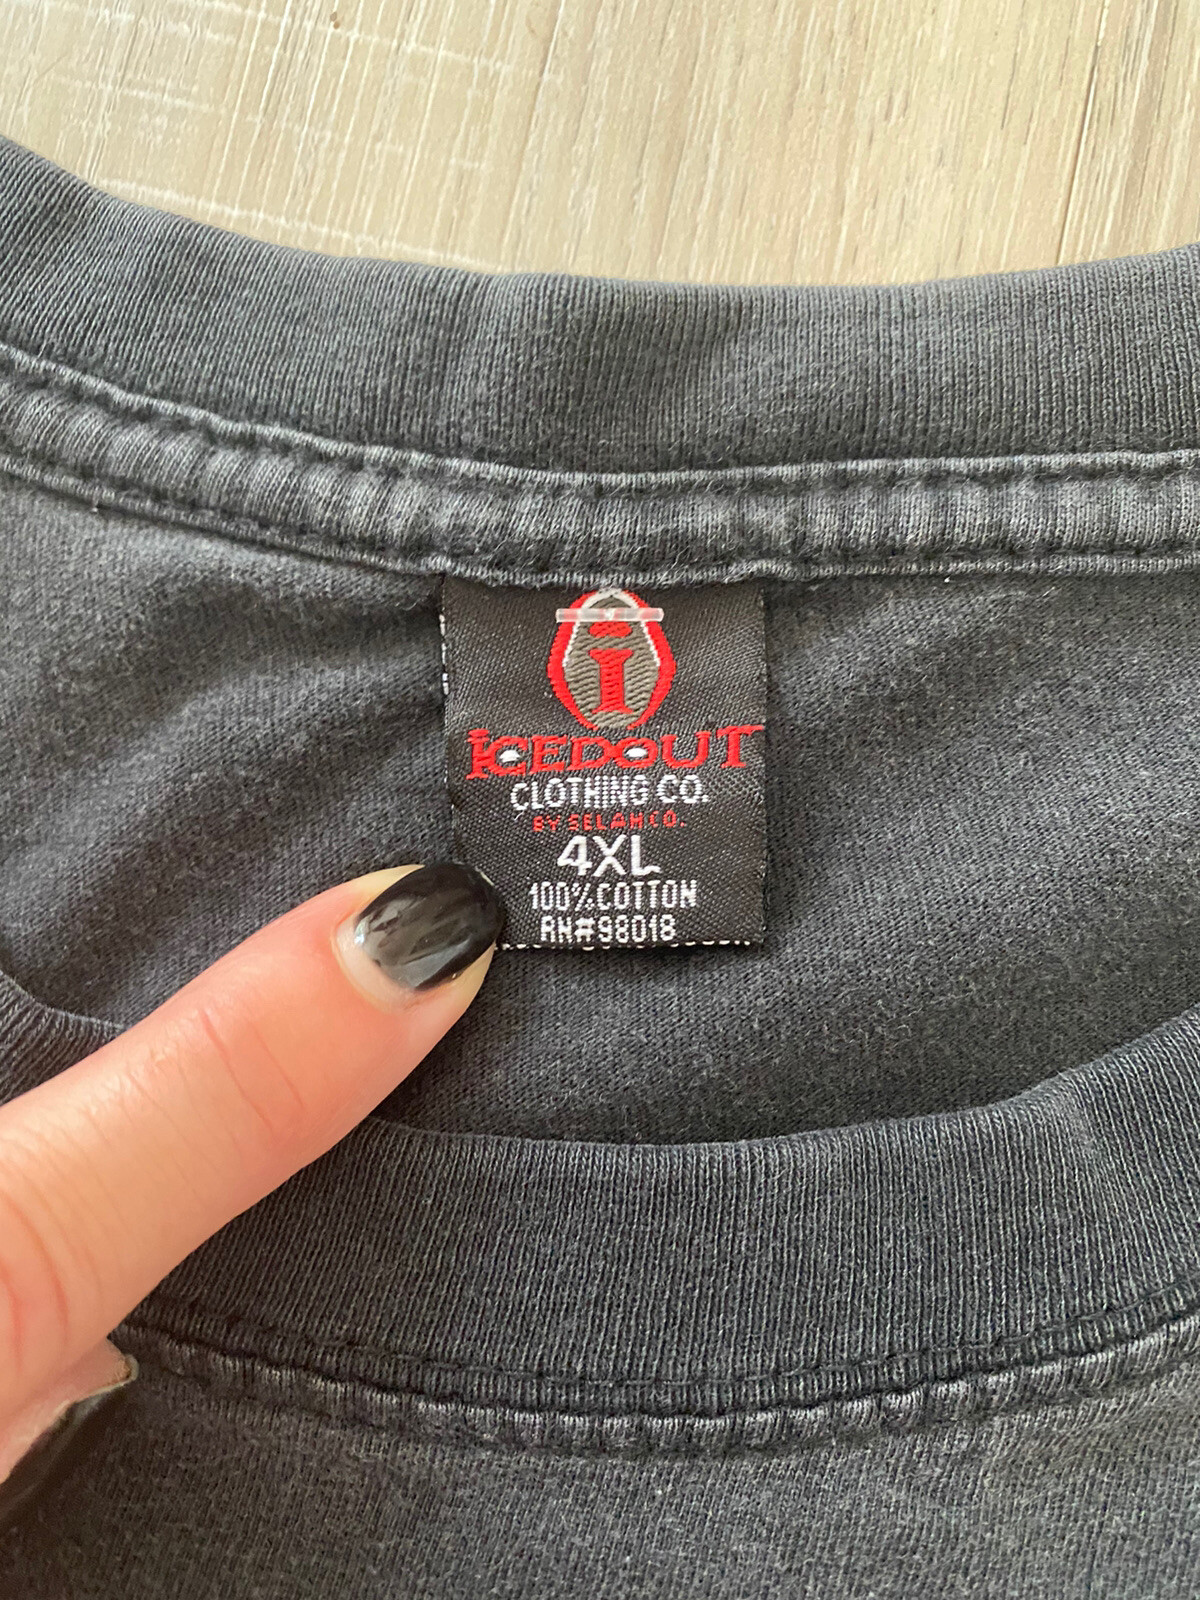 i
ICEDOUT
CLOTHING CO.
BY SELAH CO.
4XL
100% COTTON
RN#98018